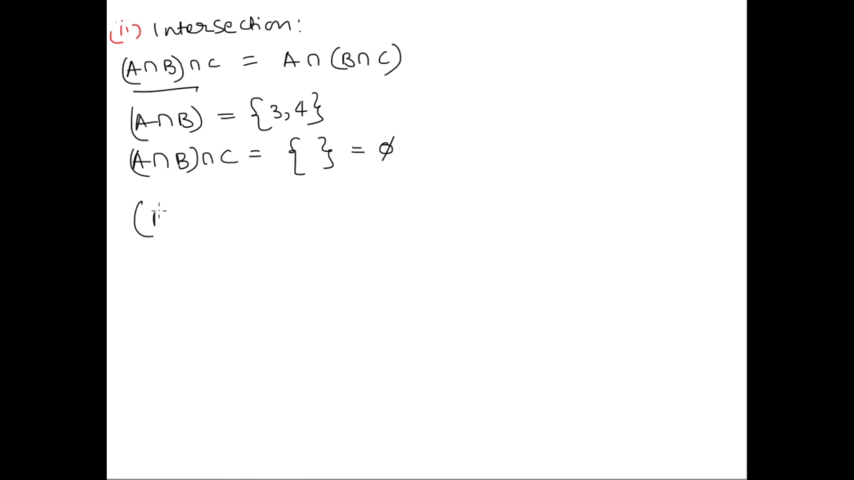 (ii) Intersection:
(A∩B)∩C = A∩(B∩C)
(A∩B) = {3,4}
(A∩B)∩C = { } = ϕ
(